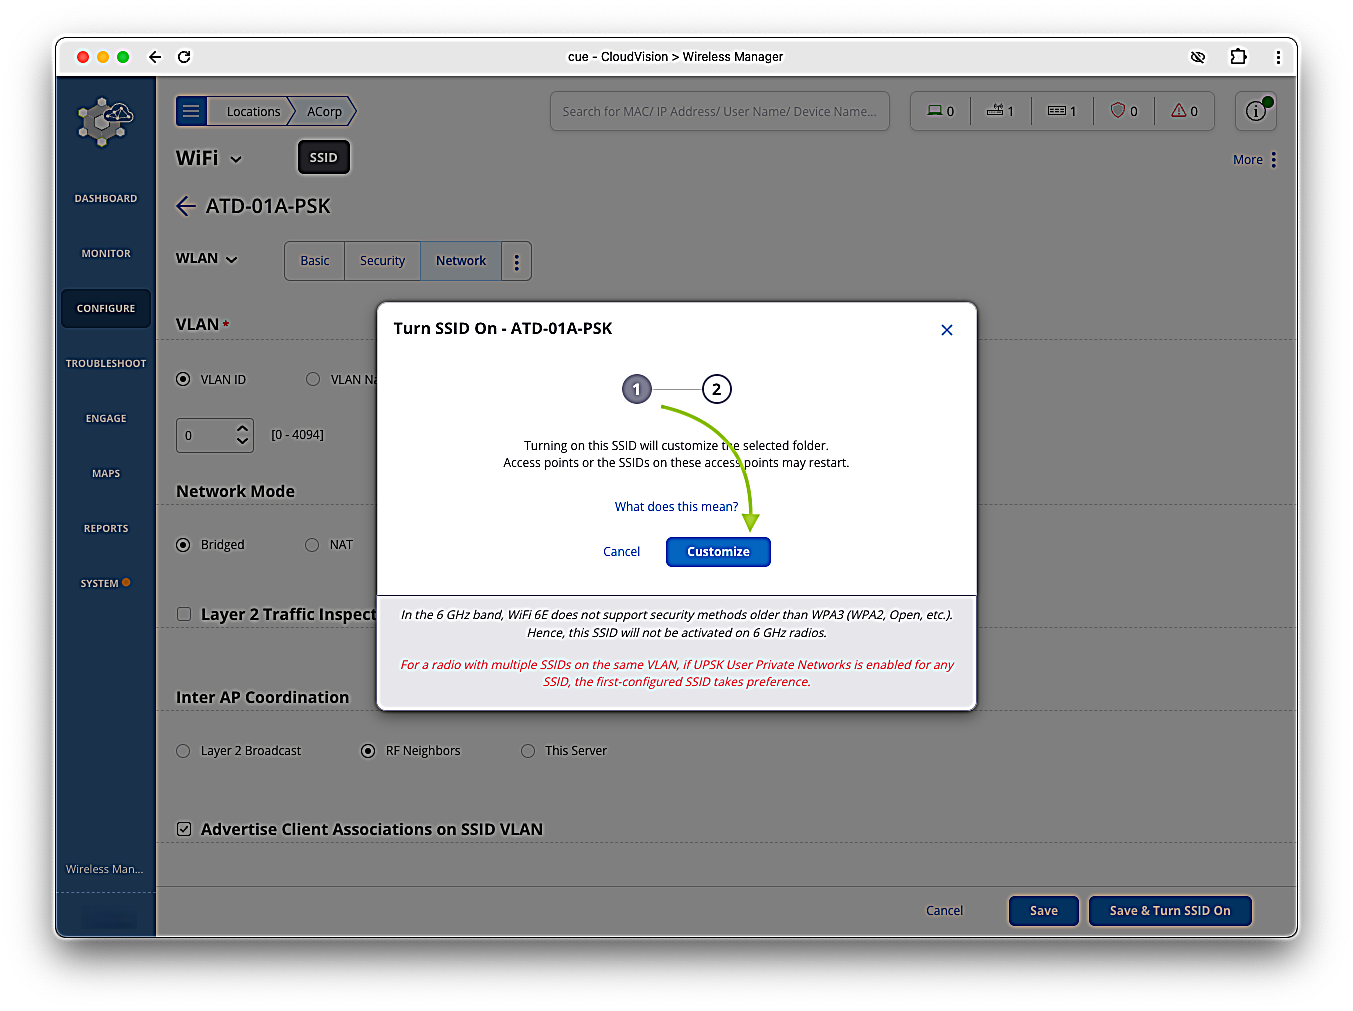 cue - CloudVision > Wireless Manager
Locations
ACorp
Search for MAC/ IP Address/ User Name/ Device Name...
0
1
1
0
0
WiFi
SSID
More
DASHBOARD
MONITOR
CONFIGURE
TROUBLESHOOT
ENGAGE
MAPS
REPORTS
SYSTEM
Wireless Man...
ATD-01A-PSK
WLAN
Basic
Security
Network
VLAN *
VLAN ID
VLAN Na
0
[0 - 4094]
Network Mode
Bridged
NAT
Layer 2 Traffic Inspect
Inter AP Coordination
Layer 2 Broadcast
RF Neighbors
This Server
Advertise Client Associations on SSID VLAN
Cancel
Save
Save & Turn SSID On
Turn SSID On - ATD-01A-PSK
1
2
Turning on this SSID will customize the selected folder.
Access points or the SSIDs on these access points may restart.
What does this mean?
Cancel
Customize
In the 6 GHz band, WiFi 6E does not support security methods older than WPA3 (WPA2, Open, etc.).
Hence, this SSID will not be activated on 6 GHz radios.
For a radio with multiple SSIDs on the same VLAN, if UPSK User Private Networks is enabled for any
SSID, the first-configured SSID takes preference.